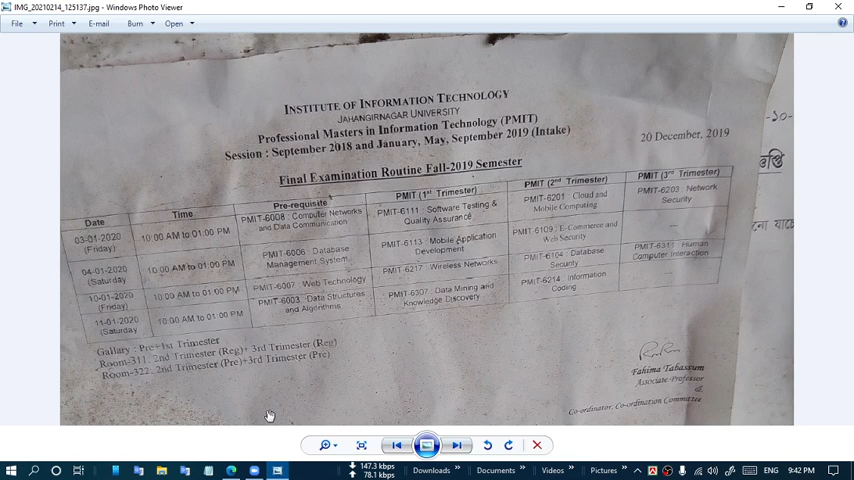 IMG_20210214_125137.jpg - Windows Photo Viewer
File Print E-mail Burn Open
INSTITUTE OF INFORMATION TECHNOLOGY
JAHANGIRNAGAR UNIVERSITY
Professional Masters in Information Technology (PMIT)
Session : September 2018 and January, May, September 2019 (Intake)
20 December, 2019
Final Examination Routine Fall-2019 Semester
Date Time Pre-requisite PMIT (1st Trimester) PMIT (2nd Trimester) PMIT (3rd Trimester)
03-01-2020 (Friday) 10:00 AM to 01:00 PM PMIT-6008 : Computer Networks and Data Communication PMIT-6111 : Software Testing & Quality Assurance PMIT-6201 : Cloud and Mobile Computing PMIT-6203 : Network Security
04-01-2020 (Saturday 10:00 AM to 01:00 PM PMIT-6006 : Database Management System PMIT-6113 : Mobile Application Development PMIT-6109 : E-Commerce and Web Security ---
10-01-2020 (Friday) 10:00 AM to 01:00 PM PMIT-6007 : Web Technology PMIT-6217 : Wireless Networks PMIT-6104 : Database Security PMIT-6311 : Human Computer Interaction
11-01-2020 (Saturday 10:00 AM to 01:00 PM PMIT-6003 : Data Structures and Algorithms PMIT-6307 : Data Mining and Knowledge Discovery PMIT-6214 : Information Coding
Gallary : Pre+1st Trimester
Room-311: 2nd Trimester (Reg)+ 3rd Trimester (Reg)
Room-322: 2nd Trimester (Pre)+3rd Trimester (Pre)
Fahima Tabassum
Associate Professor
&
Co-ordinator, Co-ordination Committee
-১০-
147.3 kbps
78.1 kbps
Downloads Documents Videos Pictures ENG 9:42 PM